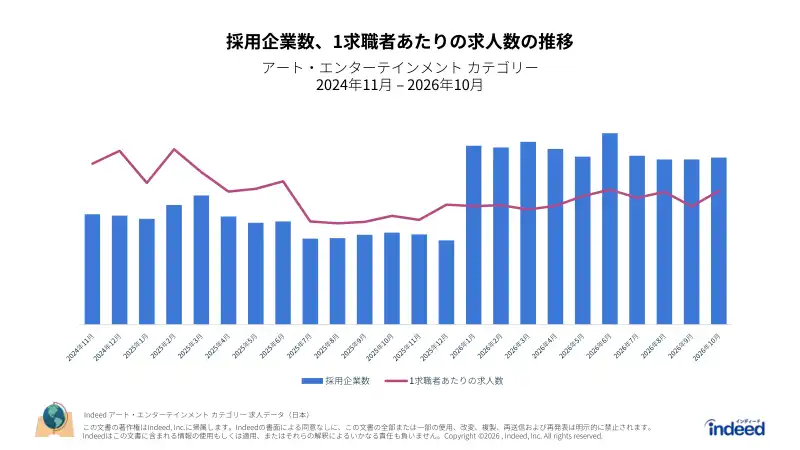 採用企業数、1求職者あたりの求人数の推移
アート・エンターテインメント カテゴリー
2024年11月 – 2026年10月
2024年11月
2024年12月
2025年1月
2025年2月
2025年3月
2025年4月
2025年5月
2025年6月
2025年7月
2025年8月
2025年9月
2025年10月
2025年11月
2025年12月
2026年1月
2026年2月
2026年3月
2026年4月
2026年5月
2026年6月
2026年7月
2026年8月
2026年9月
2026年10月
採用企業数
1求職者あたりの求人数
Indeed アート・エンターテインメント カテゴリー 求人データ（日本）
この文書の著作権はIndeed, Inc.に帰属します。Indeedの書面による同意なしに、この文書の全部または一部の使用、改変、複製、再送信および再発表は明示的に禁止されます。
Indeedはこの文書に含まれる情報の使用もしくは適用、またはそれらの解釈によるいかなる責任も負いません。Copyright ©2026 , Indeed, Inc. All rights reserved.
インディード
indeed